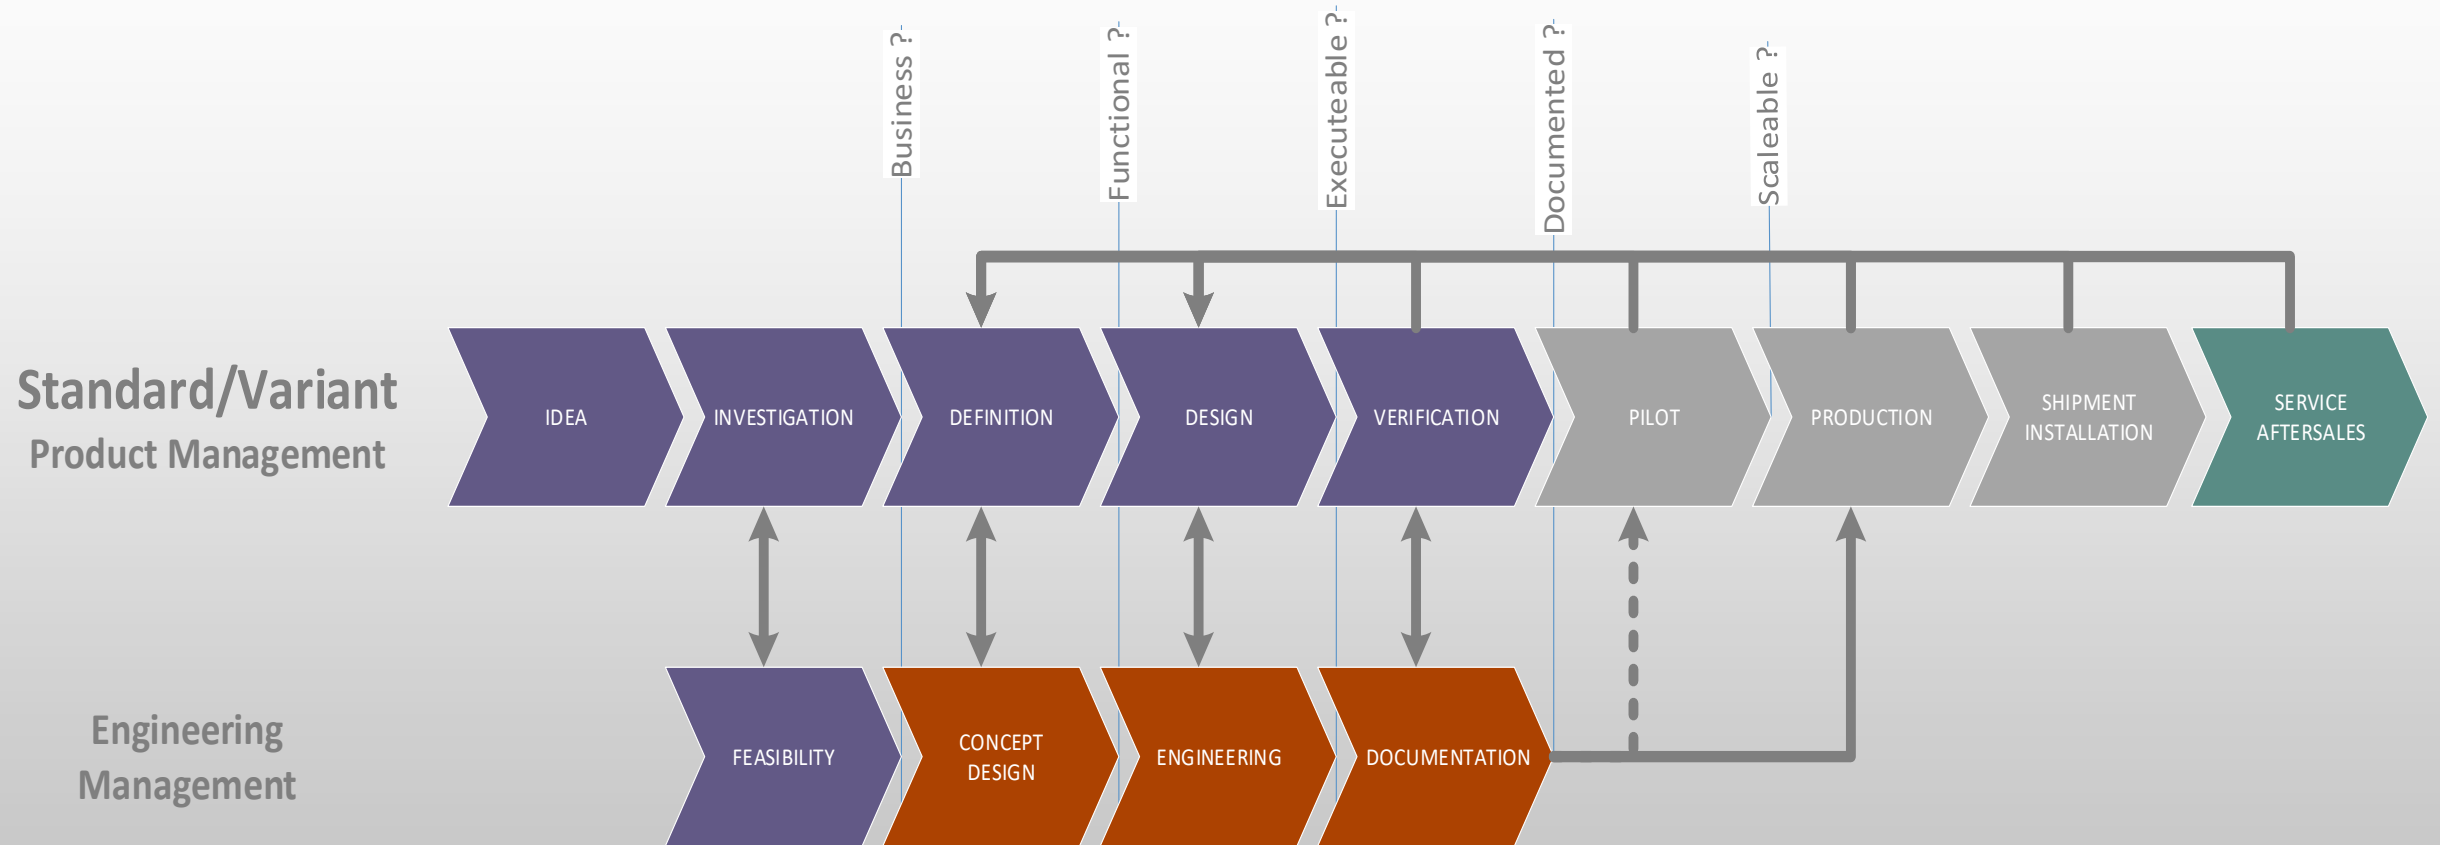 Business ?
Functional ?
Executeable ?
Documented ?
Scaleable ?
Standard/Variant
Product Management
IDEA
INVESTIGATION
DEFINITION
DESIGN
VERIFICATION
PILOT
PRODUCTION
SHIPMENT
INSTALLATION
SERVICE
AFTERSALES
Engineering
Management
FEASIBILITY
CONCEPT
DESIGN
ENGINEERING
DOCUMENTATION